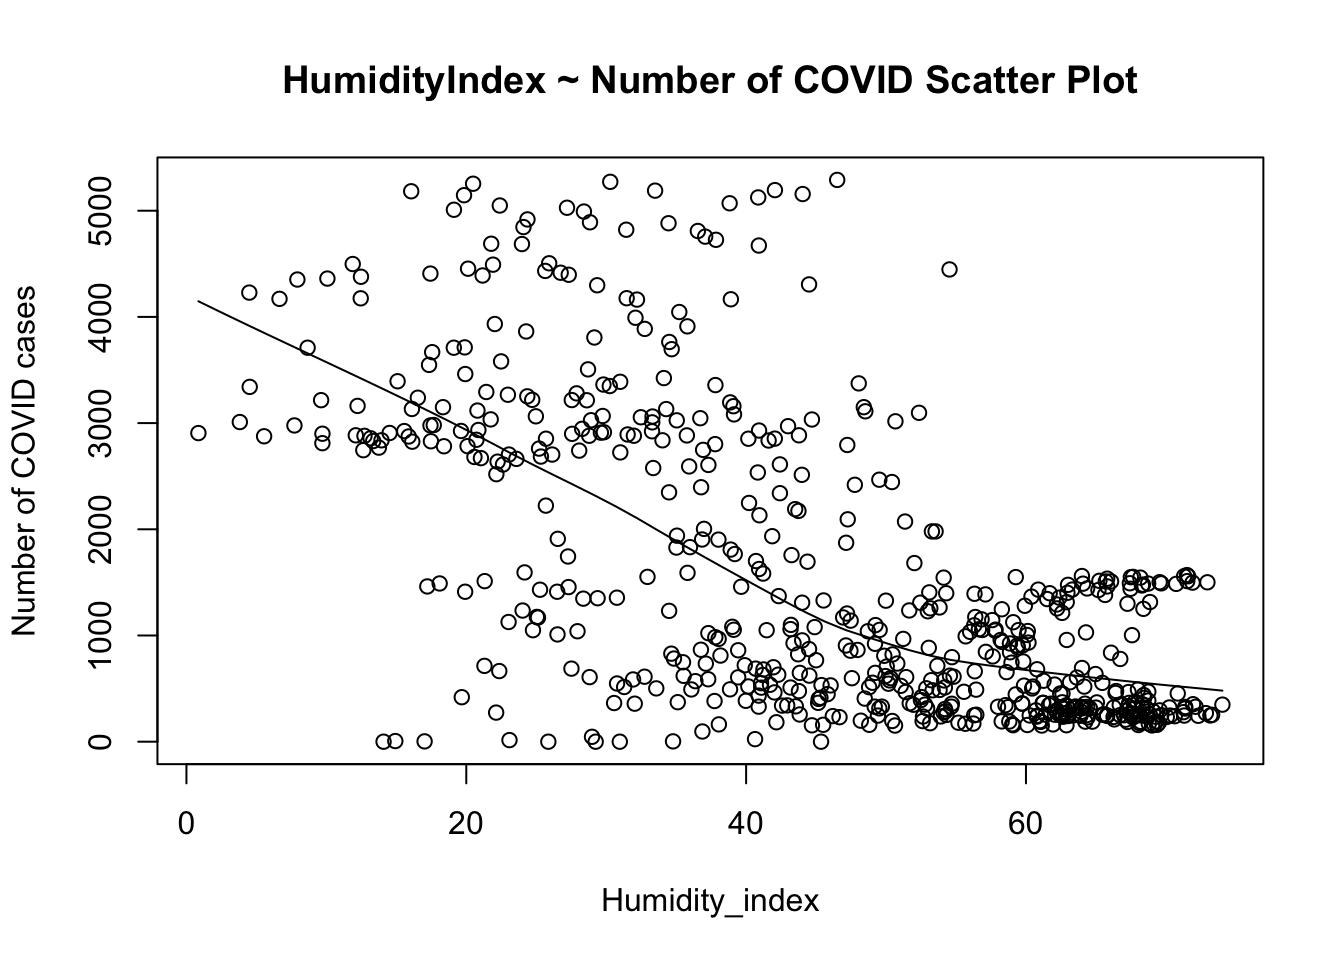 HumidityIndex ~ Number of COVID Scatter Plot
Number of COVID cases
5000
4000
3000
2000
1000
0
0 20 40 60
Humidity_index